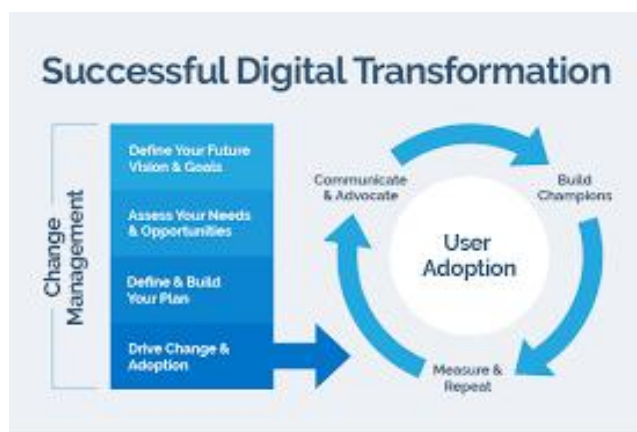 Successful Digital Transformation
Change
Management
Define Your Future
Vision & Goals
Assess Your Needs
& Opportunities
Define & Build
Your Plan
Drive Change &
Adoption
Communicate
& Advocate
Build
Champions
User
Adoption
Measure &
Repeat